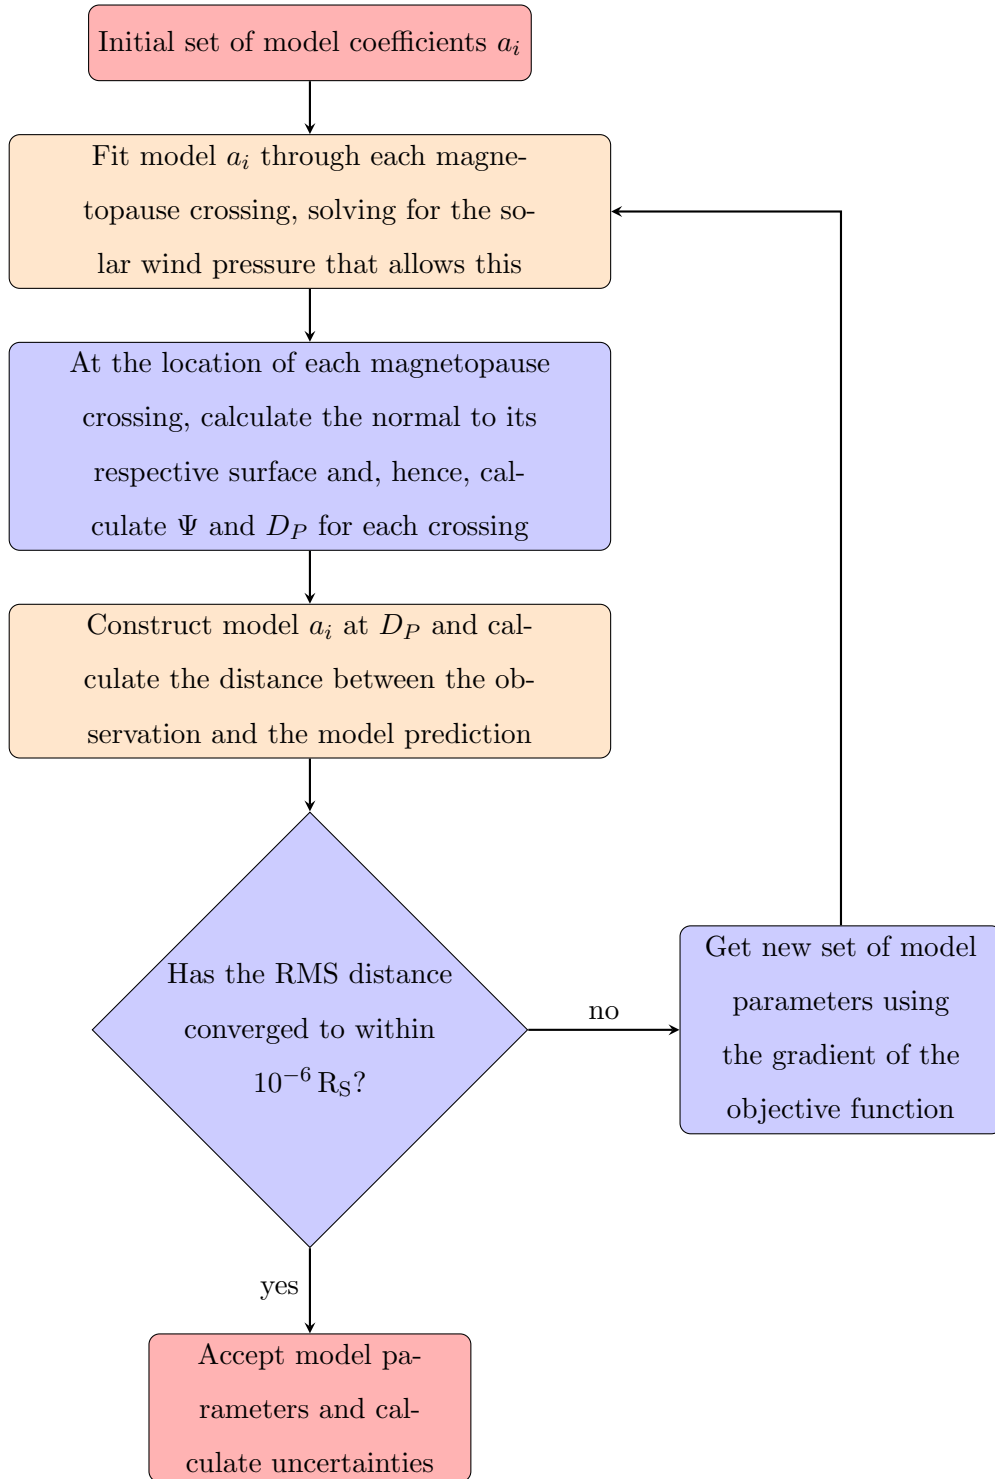 Initial set of model coefficients a_i
Fit model a_i through each magne-
topause crossing, solving for the so-
lar wind pressure that allows this
At the location of each magnetopause
crossing, calculate the normal to its
respective surface and, hence, cal-
culate Ψ and D_P for each crossing
Construct model a_i at D_P and cal-
culate the distance between the ob-
servation and the model prediction
Has the RMS distance
converged to within
10^{-6} R_S?
no
Get new set of model
parameters using
the gradient of the
objective function
yes
Accept model pa-
rameters and cal-
culate uncertainties